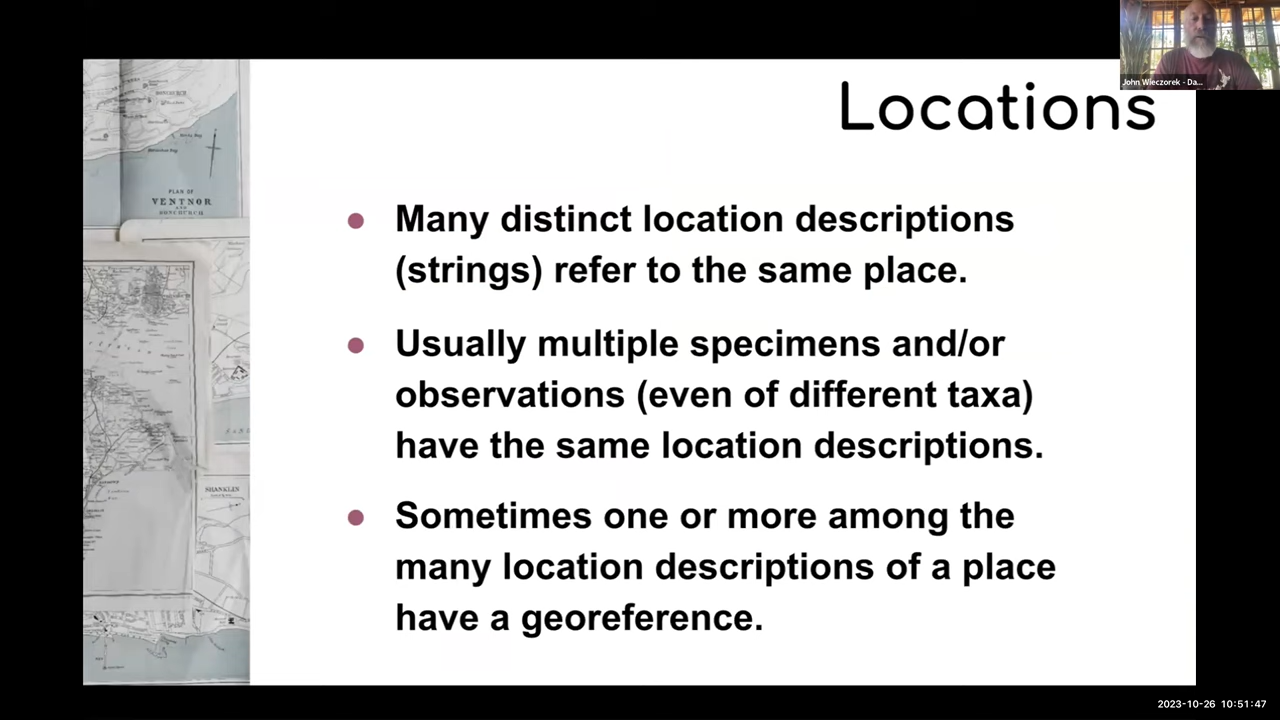 John Wieczorek - Da...
Locations
Many distinct location descriptions
(strings) refer to the same place.
Usually multiple specimens and/or
observations (even of different taxa)
have the same location descriptions.
Sometimes one or more among the
many location descriptions of a place
have a georeference.
PLAN OF
VENTNOR
AND
BONCHURCH
SHANKLIN
2023-10-26 10:51:47